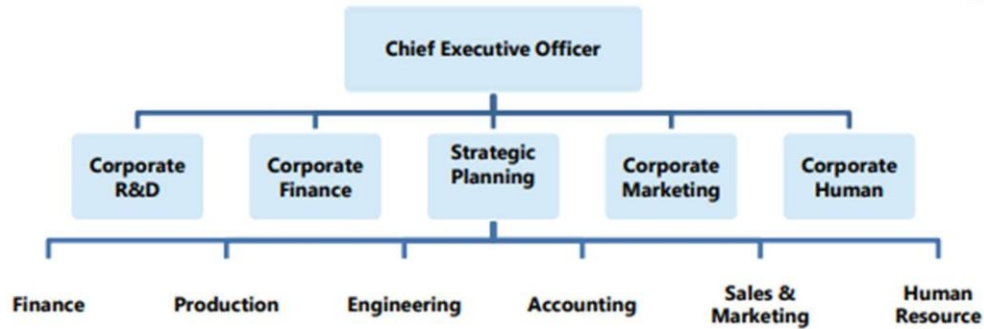 Chief Executive Officer
Corporate
R&D
Corporate
Finance
Strategic
Planning
Corporate
Marketing
Corporate
Human
Finance
Production
Engineering
Accounting
Sales &
Marketing
Human
Resource